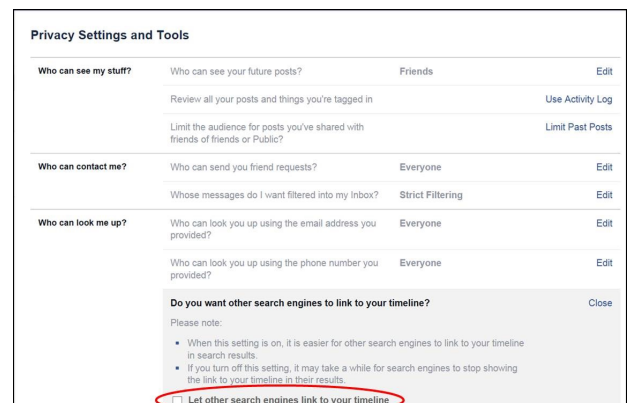 Privacy Settings and Tools
Who can see my stuff?
Who can see your future posts?
Friends
Edit
Review all your posts and things you're tagged in
Use Activity Log
Limit the audience for posts you've shared with
friends of friends or Public?
Limit Past Posts
Who can contact me?
Who can send you friend requests?
Everyone
Edit
Whose messages do I want filtered into my Inbox?
Strict Filtering
Edit
Who can look me up?
Who can look you up using the email address you
provided?
Everyone
Edit
Who can look you up using the phone number you
provided?
Everyone
Edit
Do you want other search engines to link to your timeline?
Close
Please note:
When this setting is on, it is easier for other search engines to link to your timeline
in search results.
If you turn off this setting, it may take a while for search engines to stop showing
the link to your timeline in their results.
Let other search engines link to your timeline